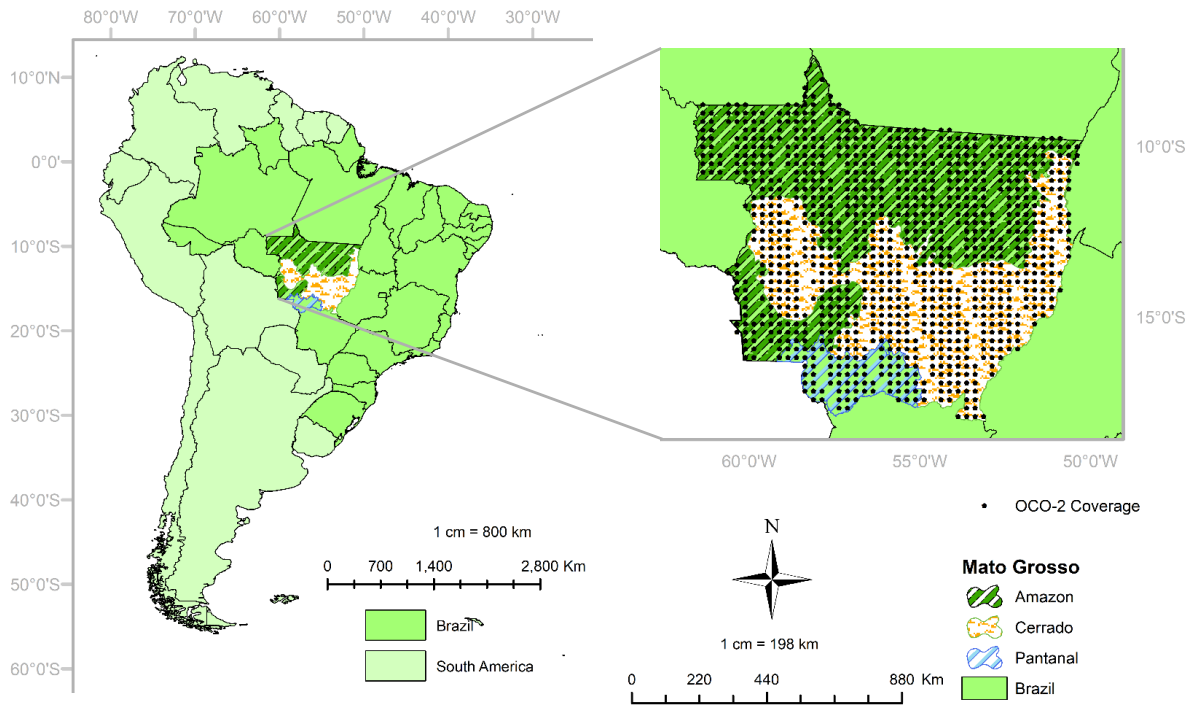 80°0'W 70°0'W 60°0'W 50°0'W 40°0'W 30°0'W
10°0'N
0°0'
10°0'S
20°0'S
30°0'S
40°0'S
50°0'S
60°0'S
10°0'S
15°0'S
60°0'W 55°0'W 50°0'W
1 cm = 800 km
0 700 1,400 2,800 Km
Brazil
South America
N
1 cm = 198 km
0 220 440 880 Km
OCO-2 Coverage
Mato Grosso
Amazon
Cerrado
Pantanal
Brazil